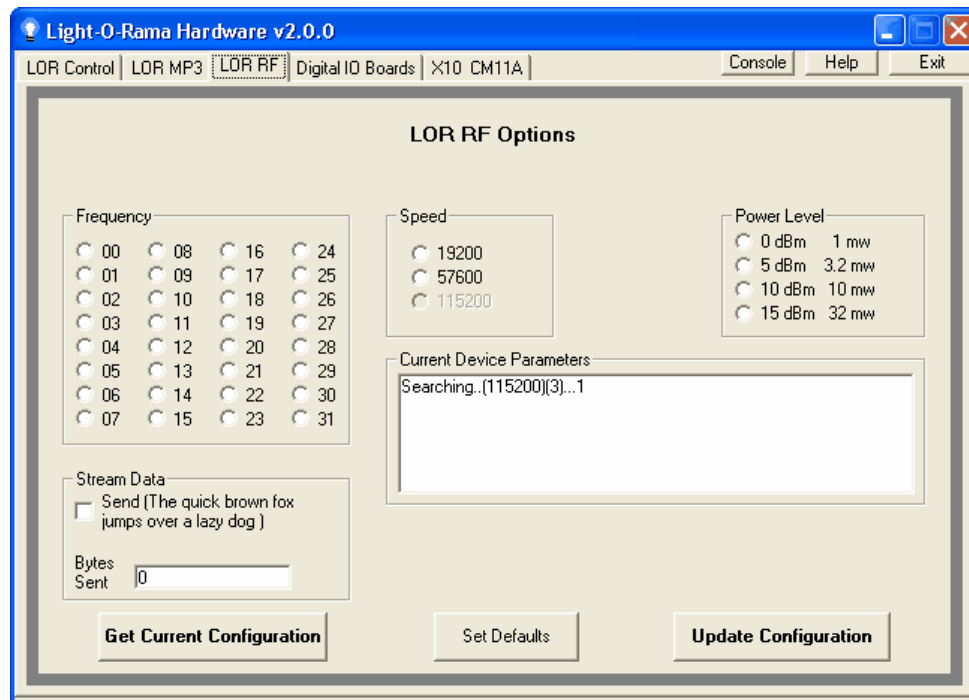 Light-O-Rama Hardware v2.0.0
LOR Control LOR MP3 LOR RF Digital IO Boards X10 CM11A Console Help Exit
LOR RF Options
Frequency
00 08 16 24
01 09 17 25
02 10 18 26
03 11 19 27
04 12 20 28
05 13 21 29
06 14 22 30
07 15 23 31
Speed
19200
57600
115200
Power Level
0 dBm 1 mw
5 dBm 3.2 mw
10 dBm 10 mw
15 dBm 32 mw
Current Device Parameters
Searching..(115200)(3)...1
Stream Data
Send (The quick brown fox
jumps over a lazy dog )
Bytes
Sent 0
Get Current Configuration Set Defaults Update Configuration